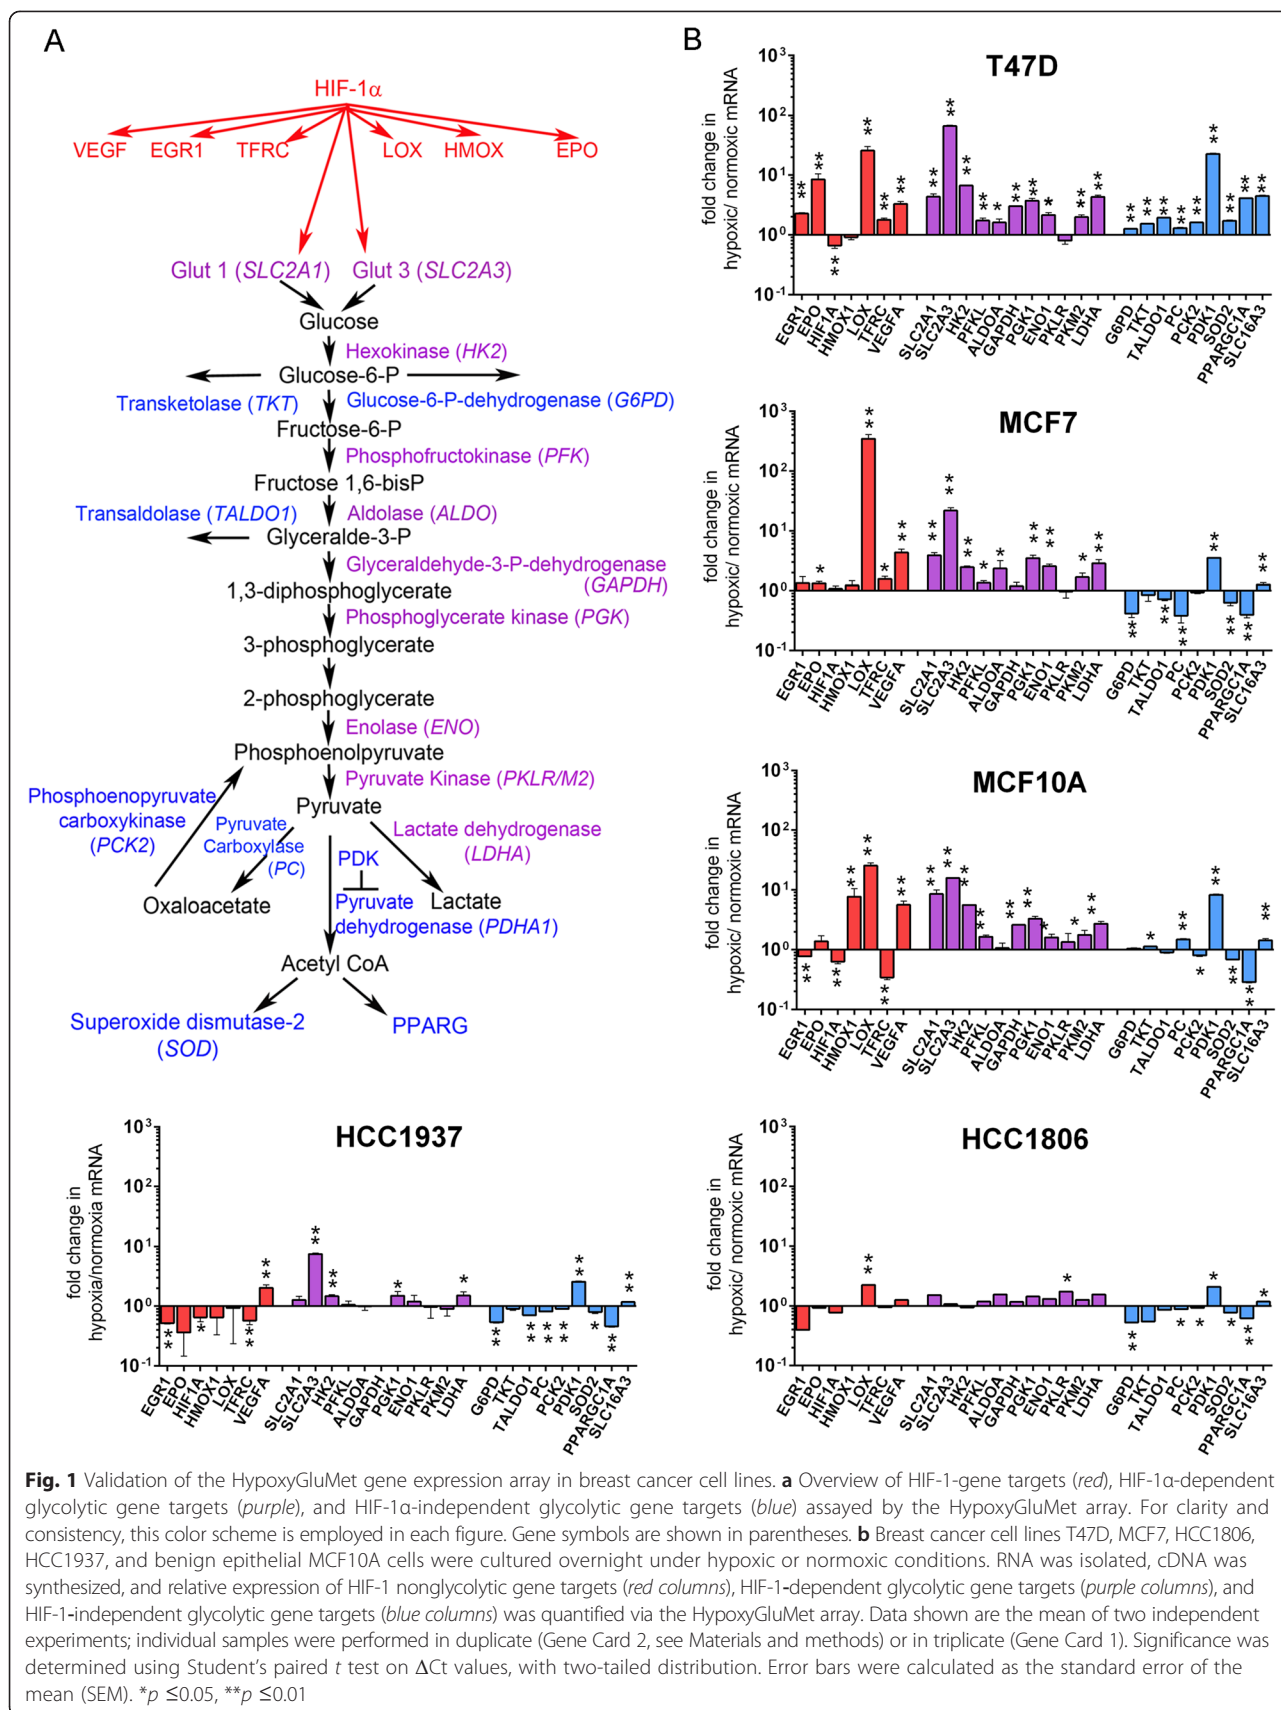 A
HIF-1α
VEGF EGR1 TFRC LOX HMOX EPO
Glut 1 (SLC2A1) Glut 3 (SLC2A3)
Glucose
Hexokinase (HK2)
Glucose-6-P
Transketolase (TKT) Glucose-6-P-dehydrogenase (G6PD)
Fructose-6-P
Phosphofructokinase (PFK)
Fructose 1,6-bisP
Transaldolase (TALDO1) Aldolase (ALDO)
Glyceralde-3-P
Glyceraldehyde-3-P-dehydrogenase
(GAPDH)
1,3-diphosphoglycerate
Phosphoglycerate kinase (PGK)
3-phosphoglycerate
2-phosphoglycerate
Enolase (ENO)
Phosphoenolpyruvate
Pyruvate Kinase (PKLR/M2)
Phosphoenopyruvate
carboxykinase
(PCK2)
Pyruvate
Pyruvate
Carboxylase
(PC)
Lactate dehydrogenase
(LDHA)
PDK
Oxaloacetate
Pyruvate
dehydrogenase (PDHA1)
Lactate
Acetyl CoA
Superoxide dismutase-2
(SOD)
PPARG
B
T47D
fold change in
hypoxic/ normoxic mRNA
10³
10²
10¹
10⁰
10⁻¹
** ** ** ** ** ** ** ** ** ** ** * ** ** * ** ** ** ** ** ** ** ** ** ** ** **
EGR1 EPO HIF1A HMOX1 LOX TFRC VEGFA SLC2A1 SLC2A3 HK2 PFKL ALDOA GAPDH PGK1 ENO1 PKLR PKM2 LDHA G6PD TKT TALDO1 PC PCK2 PDK1 SOD2 PPARGC1A SLC16A3
MCF7
fold change in
hypoxic/ normoxic mRNA
10³
10²
10¹
10⁰
10⁻¹
* ** * ** ** ** ** * * ** ** * ** ** ** ** ** ** ** **
EGR1 EPO HIF1A HMOX1 LOX TFRC VEGFA SLC2A1 SLC2A3 HK2 PFKL ALDOA GAPDH PGK1 ENO1 PKLR PKM2 LDHA G6PD TKT TALDO1 PC PCK2 PDK1 SOD2 PPARGC1A SLC16A3
MCF10A
fold change in
hypoxic/ normoxic mRNA
10³
10²
10¹
10⁰
10⁻¹
** ** ** ** ** ** ** ** ** ** ** ** * * ** * ** * ** ** ** **
EGR1 EPO HIF1A HMOX1 LOX TFRC VEGFA SLC2A1 SLC2A3 HK2 PFKL ALDOA GAPDH PGK1 ENO1 PKLR PKM2 LDHA G6PD TKT TALDO1 PC PCK2 PDK1 SOD2 PPARGC1A SLC16A3
HCC1937
fold change in
hypoxia/normoxia mRNA
10³
10²
10¹
10⁰
10⁻¹
** * ** ** ** ** * * ** ** ** ** ** * ** **
EGR1 EPO HIF1A HMOX1 LOX TFRC VEGFA SLC2A1 SLC2A3 HK2 PFKL ALDOA GAPDH PGK1 ENO1 PKLR PKM2 LDHA G6PD TKT TALDO1 PC PCK2 PDK1 SOD2 PPARGC1A SLC16A3
HCC1806
fold change in
hypoxic/ normoxic mRNA
10³
10²
10¹
10⁰
10⁻¹
** * ** * * * * ** *
EGR1 EPO HIF1A HMOX1 LOX TFRC VEGFA SLC2A1 SLC2A3 HK2 PFKL ALDOA GAPDH PGK1 ENO1 PKLR PKM2 LDHA G6PD TKT TALDO1 PC PCK2 PDK1 SOD2 PPARGC1A SLC16A3
Fig. 1 Validation of the HypoxyGluMet gene expression array in breast cancer cell lines. a Overview of HIF-1-gene targets (red), HIF-1α-dependent
glycolytic gene targets (purple), and HIF-1α-independent glycolytic gene targets (blue) assayed by the HypoxyGluMet array. For clarity and
consistency, this color scheme is employed in each figure. Gene symbols are shown in parentheses. b Breast cancer cell lines T47D, MCF7, HCC1806,
HCC1937, and benign epithelial MCF10A cells were cultured overnight under hypoxic or normoxic conditions. RNA was isolated, cDNA was
synthesized, and relative expression of HIF-1 nonglycolytic gene targets (red columns), HIF-1-dependent glycolytic gene targets (purple columns), and
HIF-1-independent glycolytic gene targets (blue columns) was quantified via the HypoxyGluMet array. Data shown are the mean of two independent
experiments; individual samples were performed in duplicate (Gene Card 2, see Materials and methods) or in triplicate (Gene Card 1). Significance was
determined using Student's paired t test on ΔCt values, with two-tailed distribution. Error bars were calculated as the standard error of the
mean (SEM). *p ≤0.05, **p ≤0.01